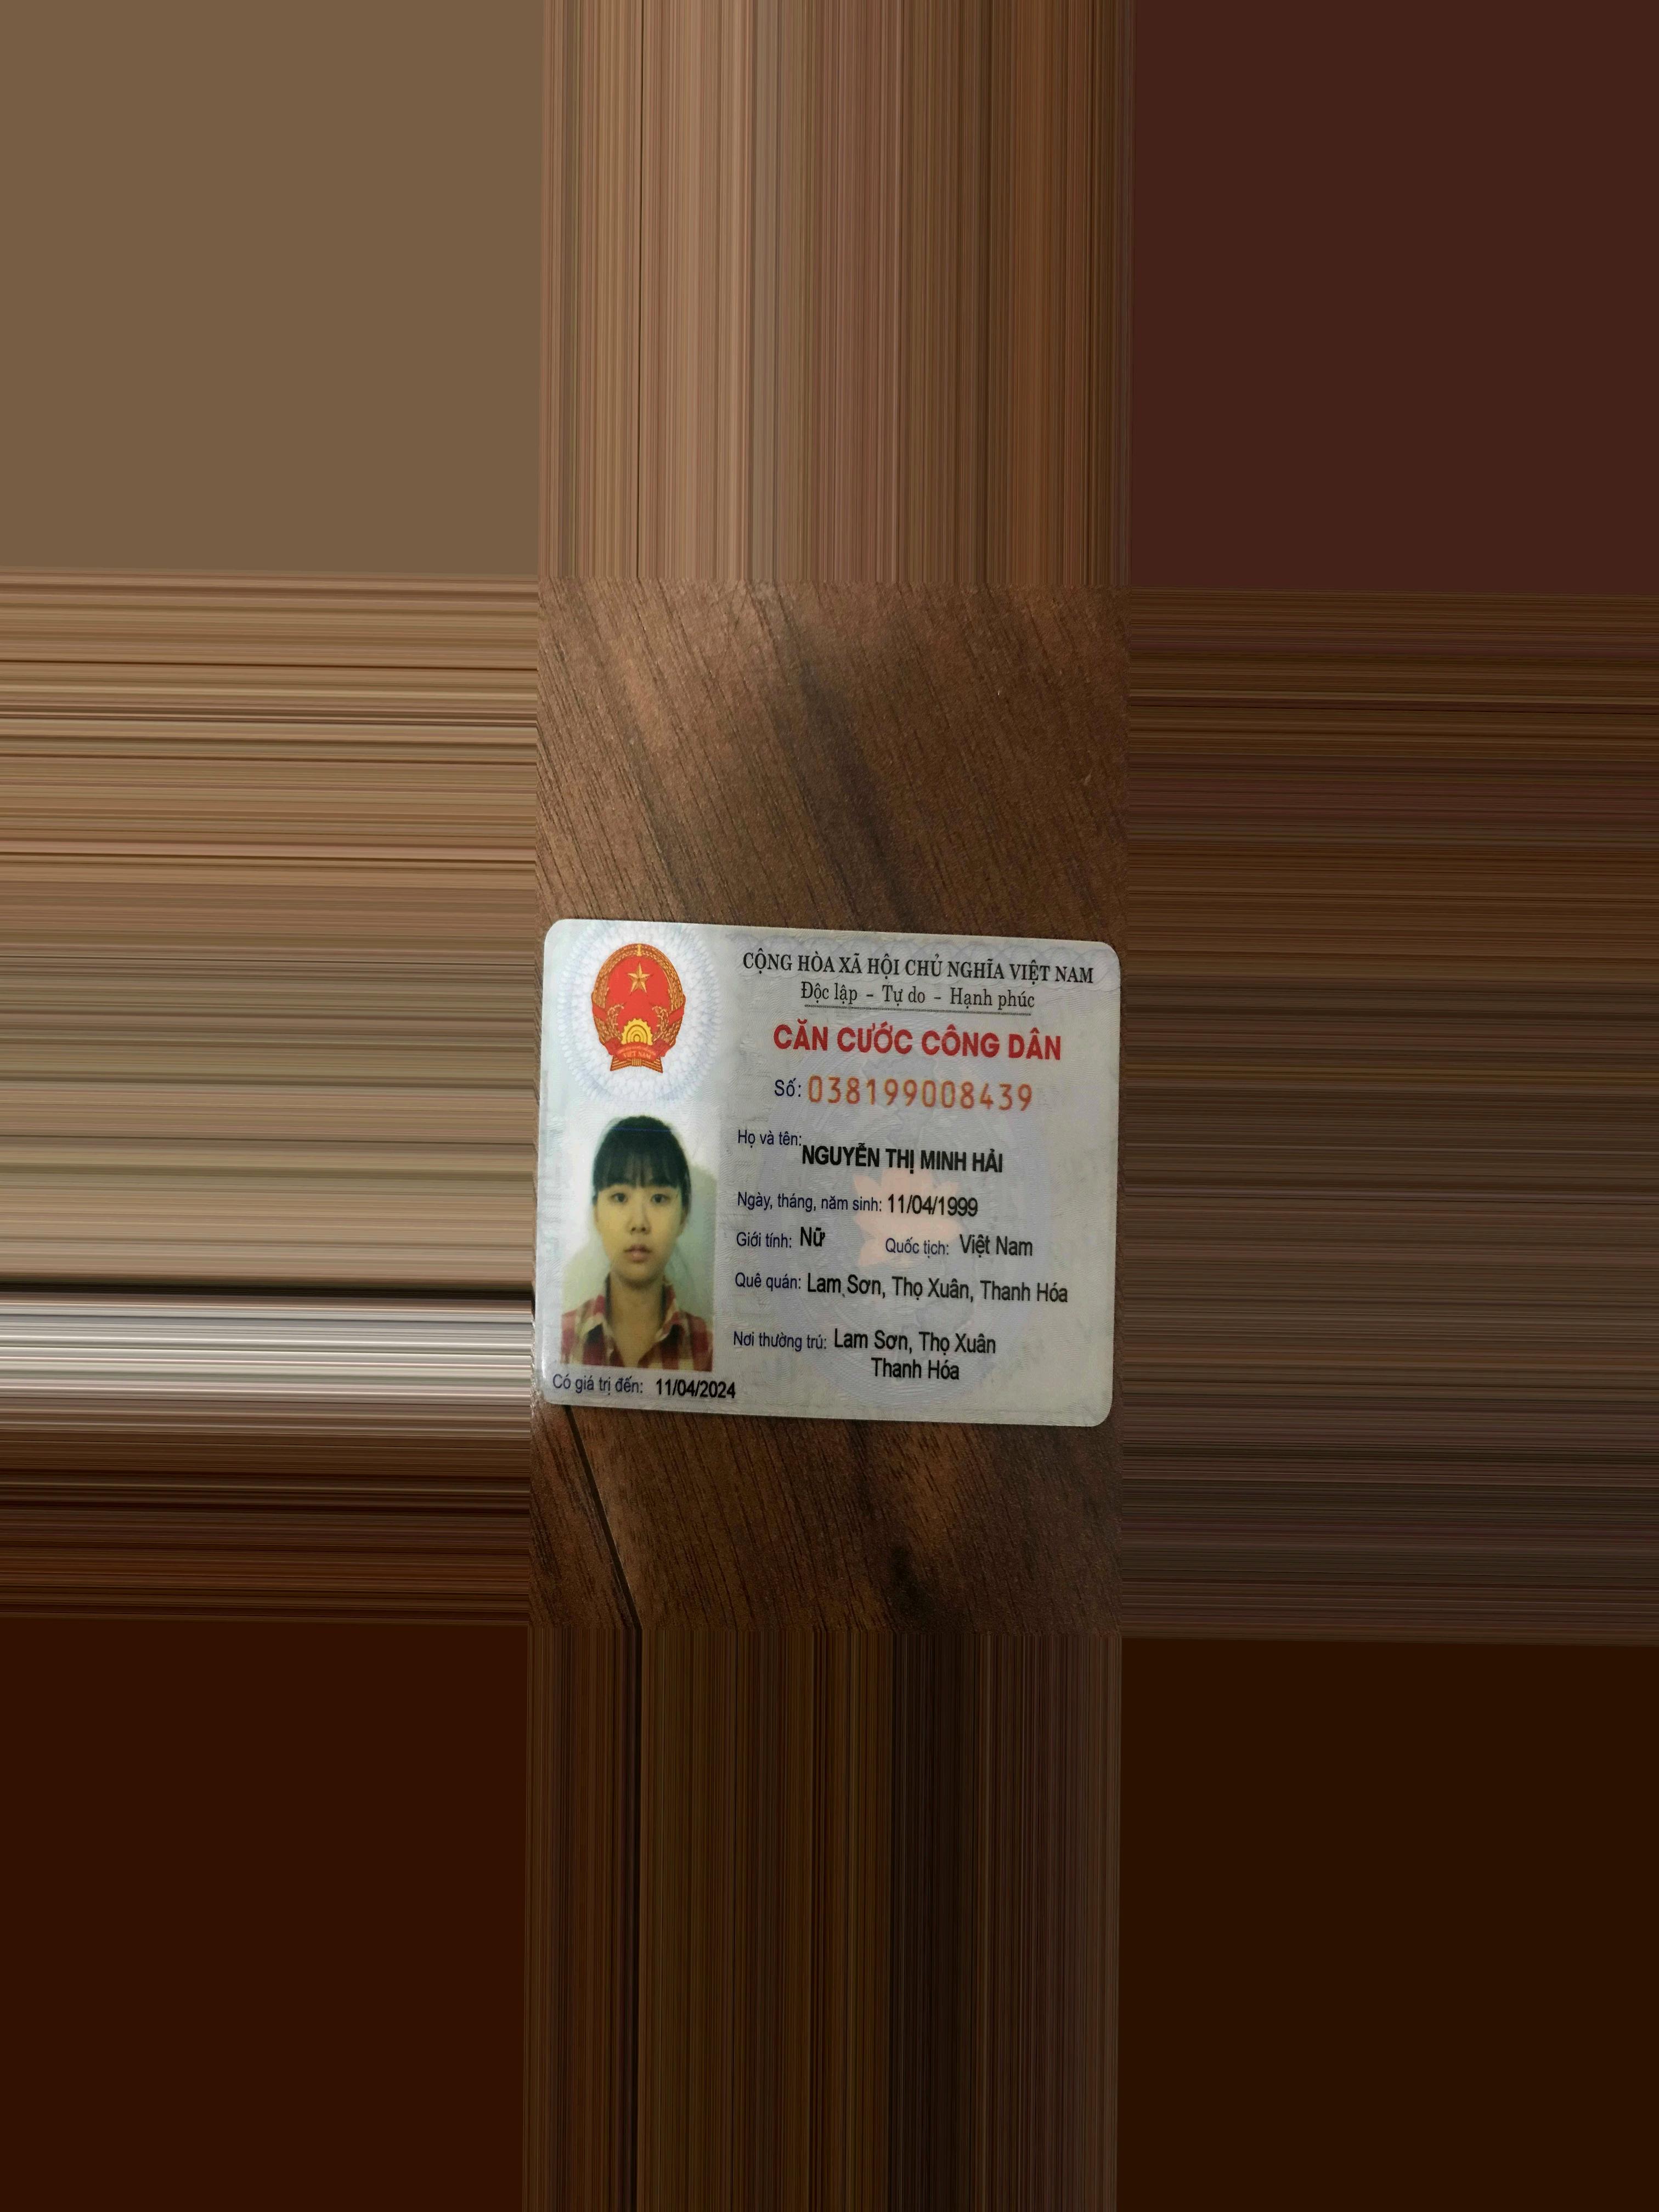 CỘNG HÒA XÃ HỘI CHỦ NGHĨA VIỆT NAM
Độc lập - Tự do - Hạnh phúc
CĂN CƯỚC CÔNG DÂN
Số: 038199008439
Họ và tên: NGUYỄN THỊ MINH HẢI
Ngày, tháng, năm sinh: 11/04/1999
Giới tính: Nữ Quốc tịch: Việt Nam
Quê quán: Lam Sơn, Thọ Xuân, Thanh Hóa
Nơi thường trú: Lam Sơn, Thọ Xuân
Thanh Hóa
Có giá trị đến: 11/04/2024
VIỆT NAM